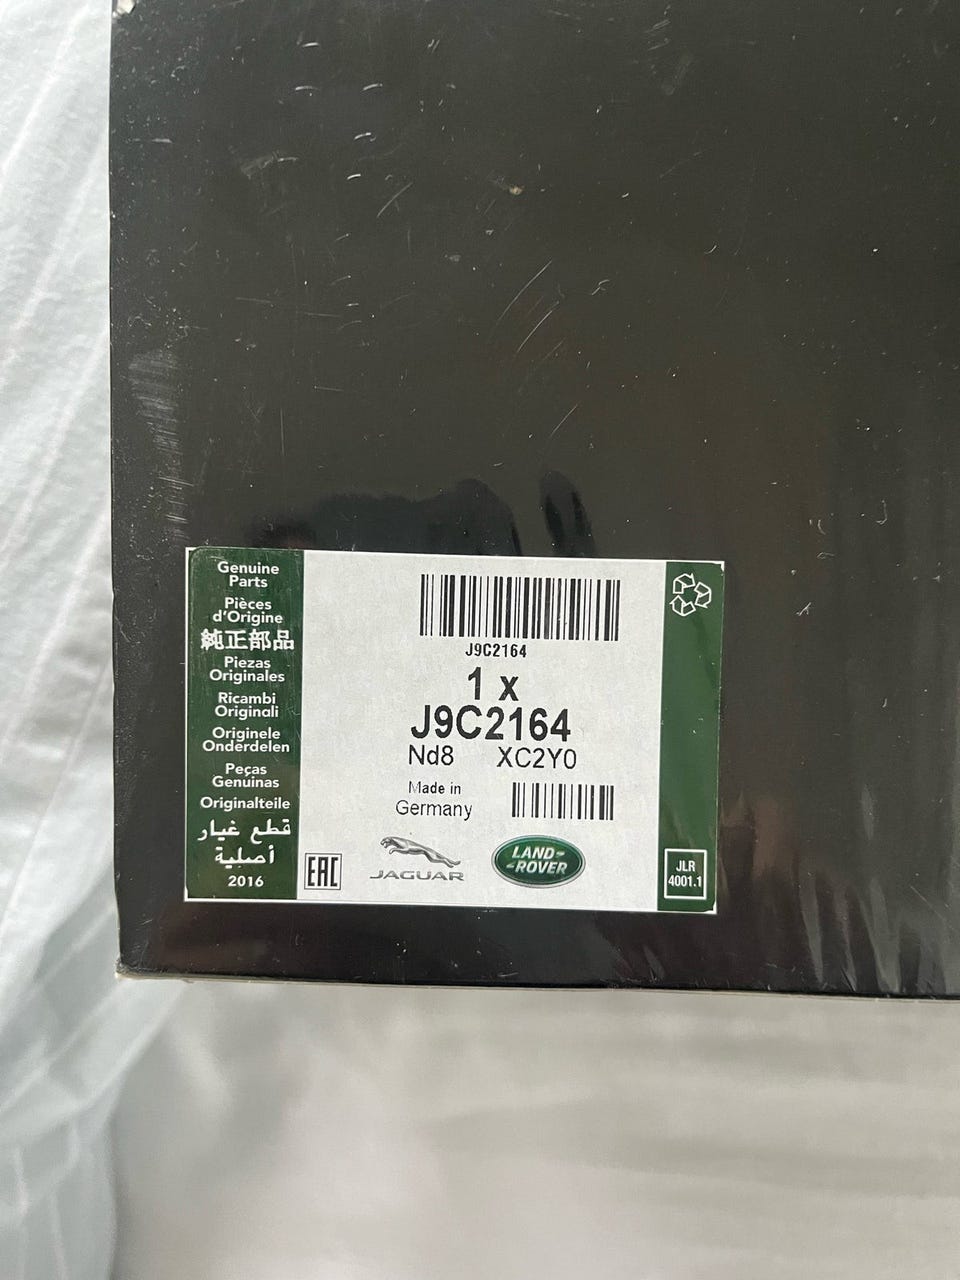 Genuine
Parts
Pièces
d'Origine
純正部品
Piezas
Originales
Ricambi
Originali
Originele
Onderdelen
Peças
Genuinas
Originalteile
قطع غيار
أصلية
2016
J9C2164
1 x
J9C2164
Nd8 XC2Y0
Made in
Germany
EAC
JAGUAR
LAND-
-ROVER
JLR
4001.1